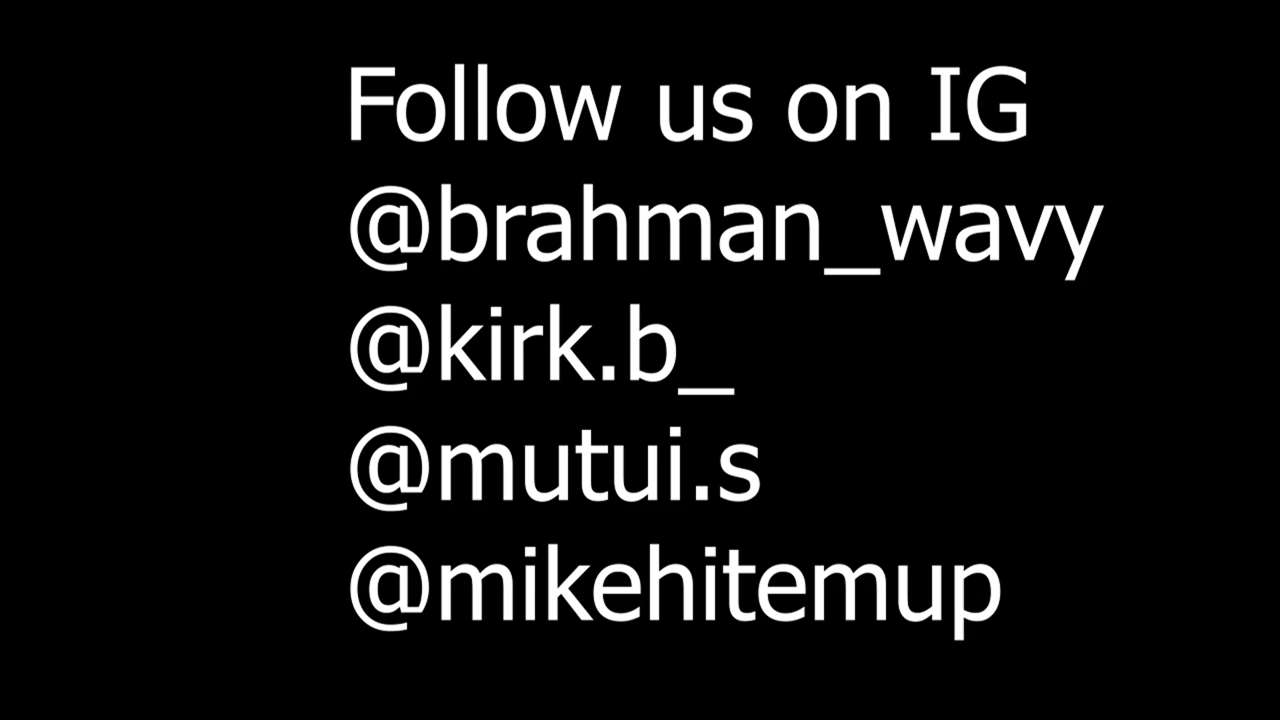 Follow us on IG
@brahman_wavy
@kirk.b_
@mutui.s
@mikehitemup